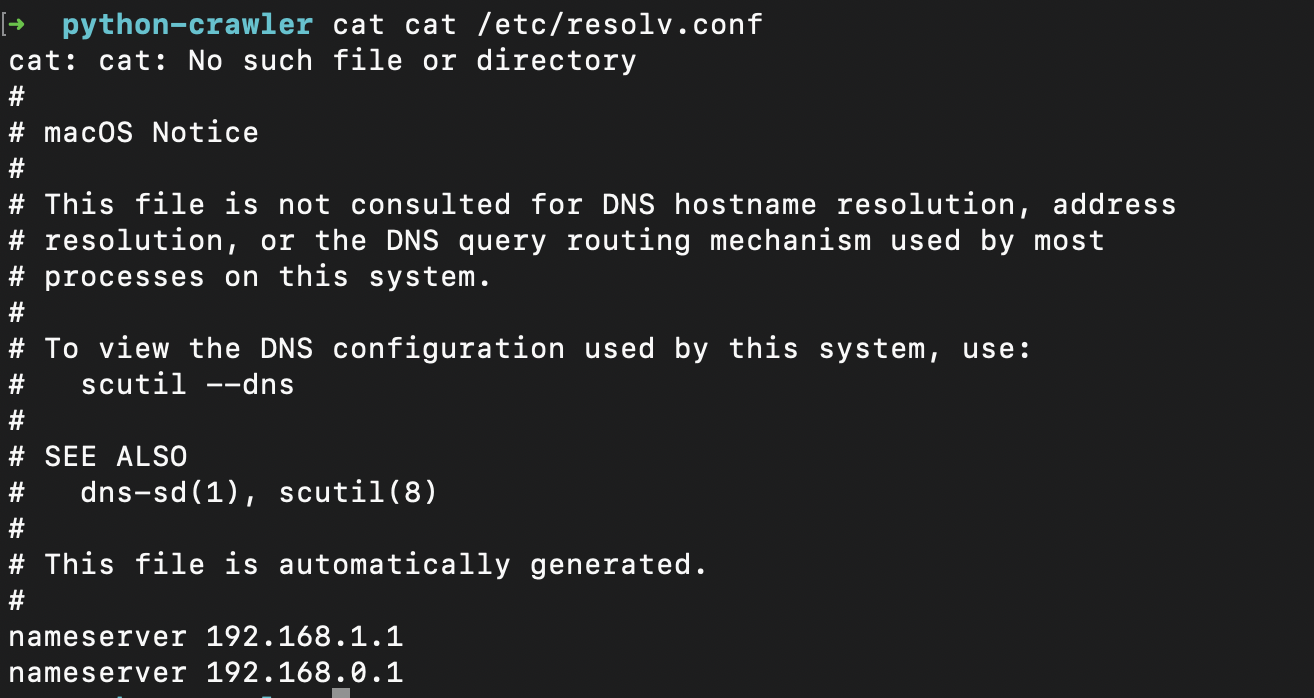 [➜  python-crawler cat cat /etc/resolv.conf
cat: cat: No such file or directory
#
# macOS Notice
#
# This file is not consulted for DNS hostname resolution, address
# resolution, or the DNS query routing mechanism used by most
# processes on this system.
#
# To view the DNS configuration used by this system, use:
#   scutil --dns
#
# SEE ALSO
#   dns-sd(1), scutil(8)
#
# This file is automatically generated.
#
nameserver 192.168.1.1
nameserver 192.168.0.1